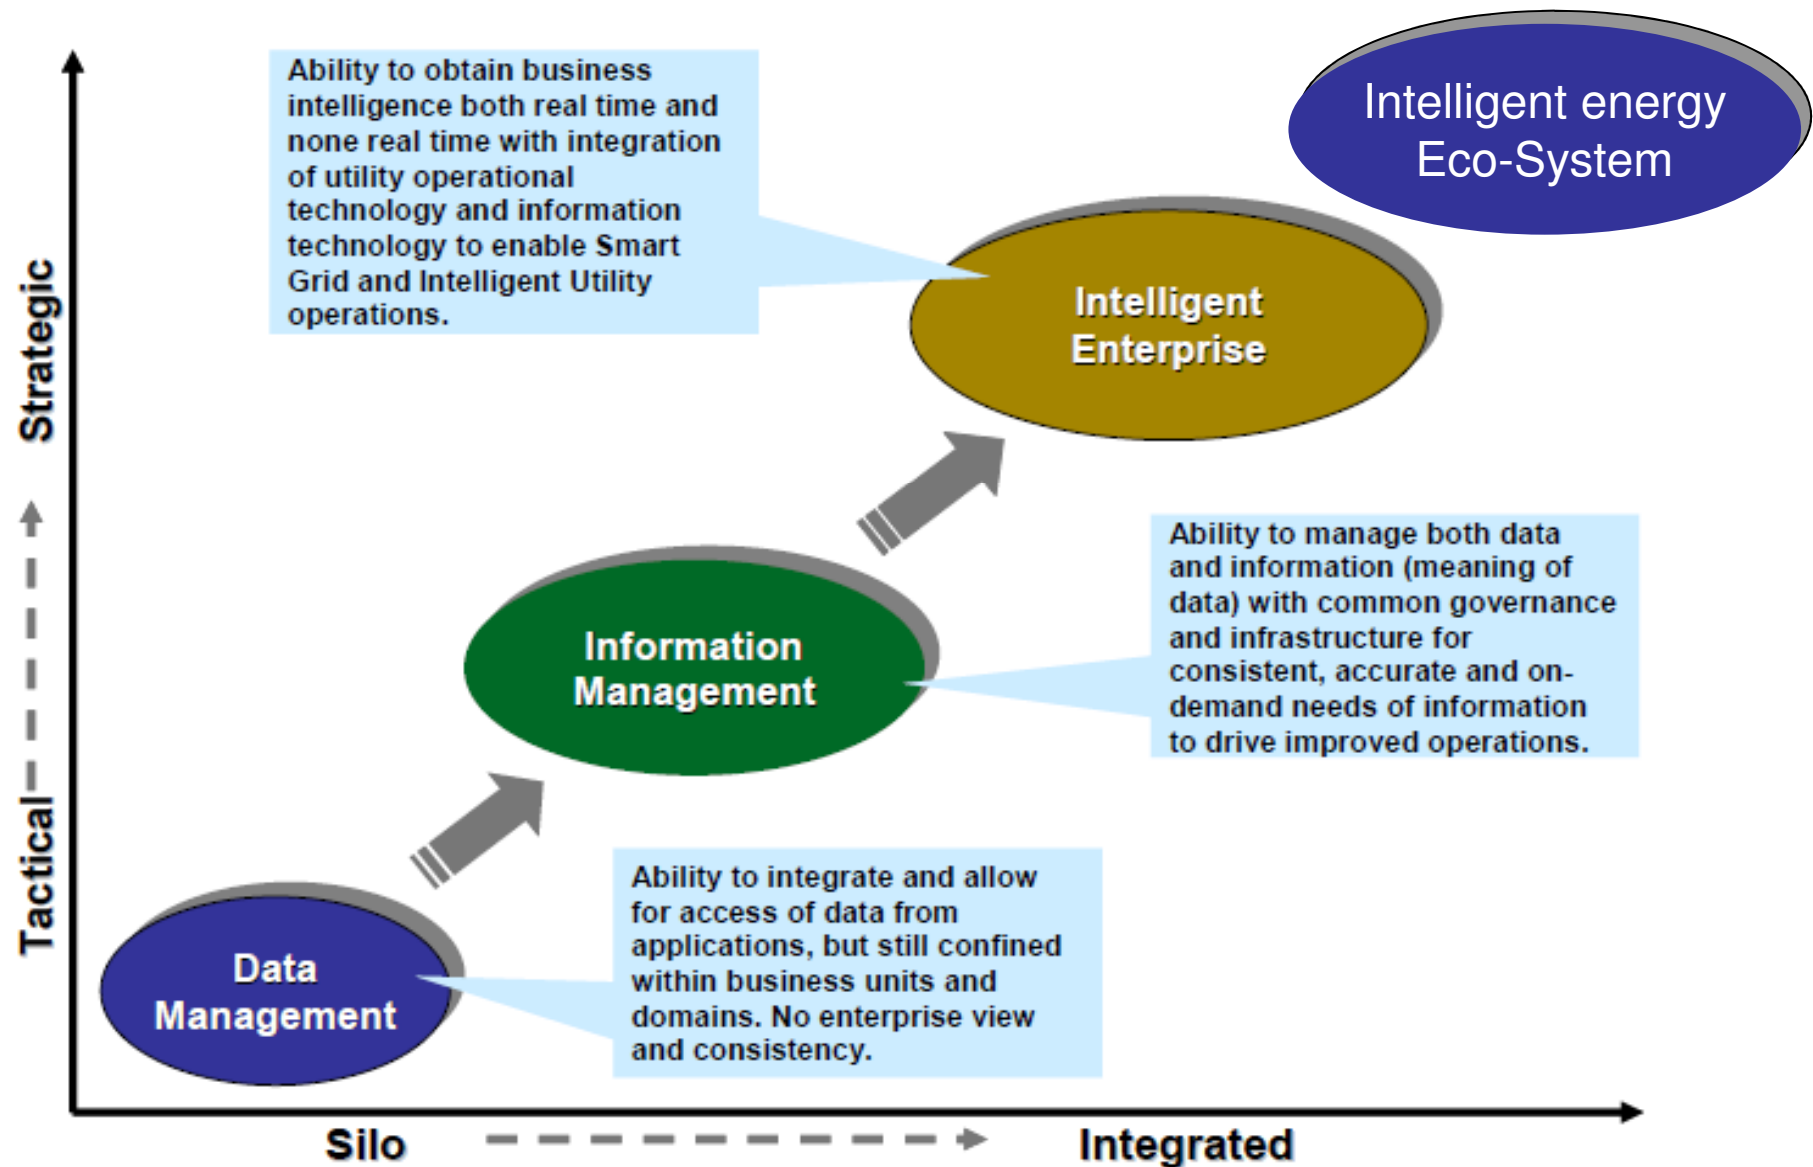 Ability to obtain business
intelligence both real time and
none real time with integration
of utility operational
technology and information
technology to enable Smart
Grid and Intelligent Utility
operations.
Intelligent energy
Eco-System
Intelligent
Enterprise
Strategic
Ability to manage both data
and information (meaning of
data) with common governance
and infrastructure for
consistent, accurate and on-
demand needs of information
to drive improved operations.
Information
Management
Tactical
Ability to integrate and allow
for access of data from
applications, but still confined
within business units and
domains. No enterprise view
and consistency.
Data
Management
Silo
Integrated